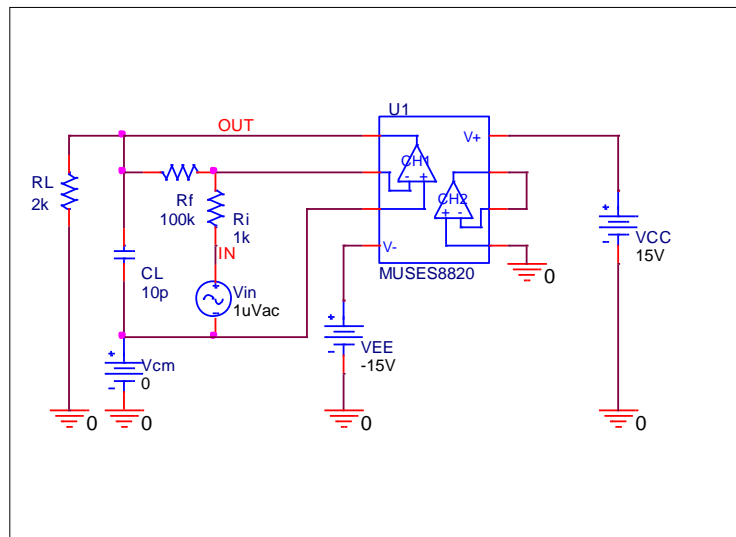 U1
OUT
V+
CH1
- +
RL
2k
Rf
100k
Ri
1k
CH2
+ -
IN
V-
MUSES8820
VCC
15V
0
CL
10p
+
Vin
-
1uVac
+
-
+
Vcm
-
0
+
VEE
-
-15V
0
0
0
0